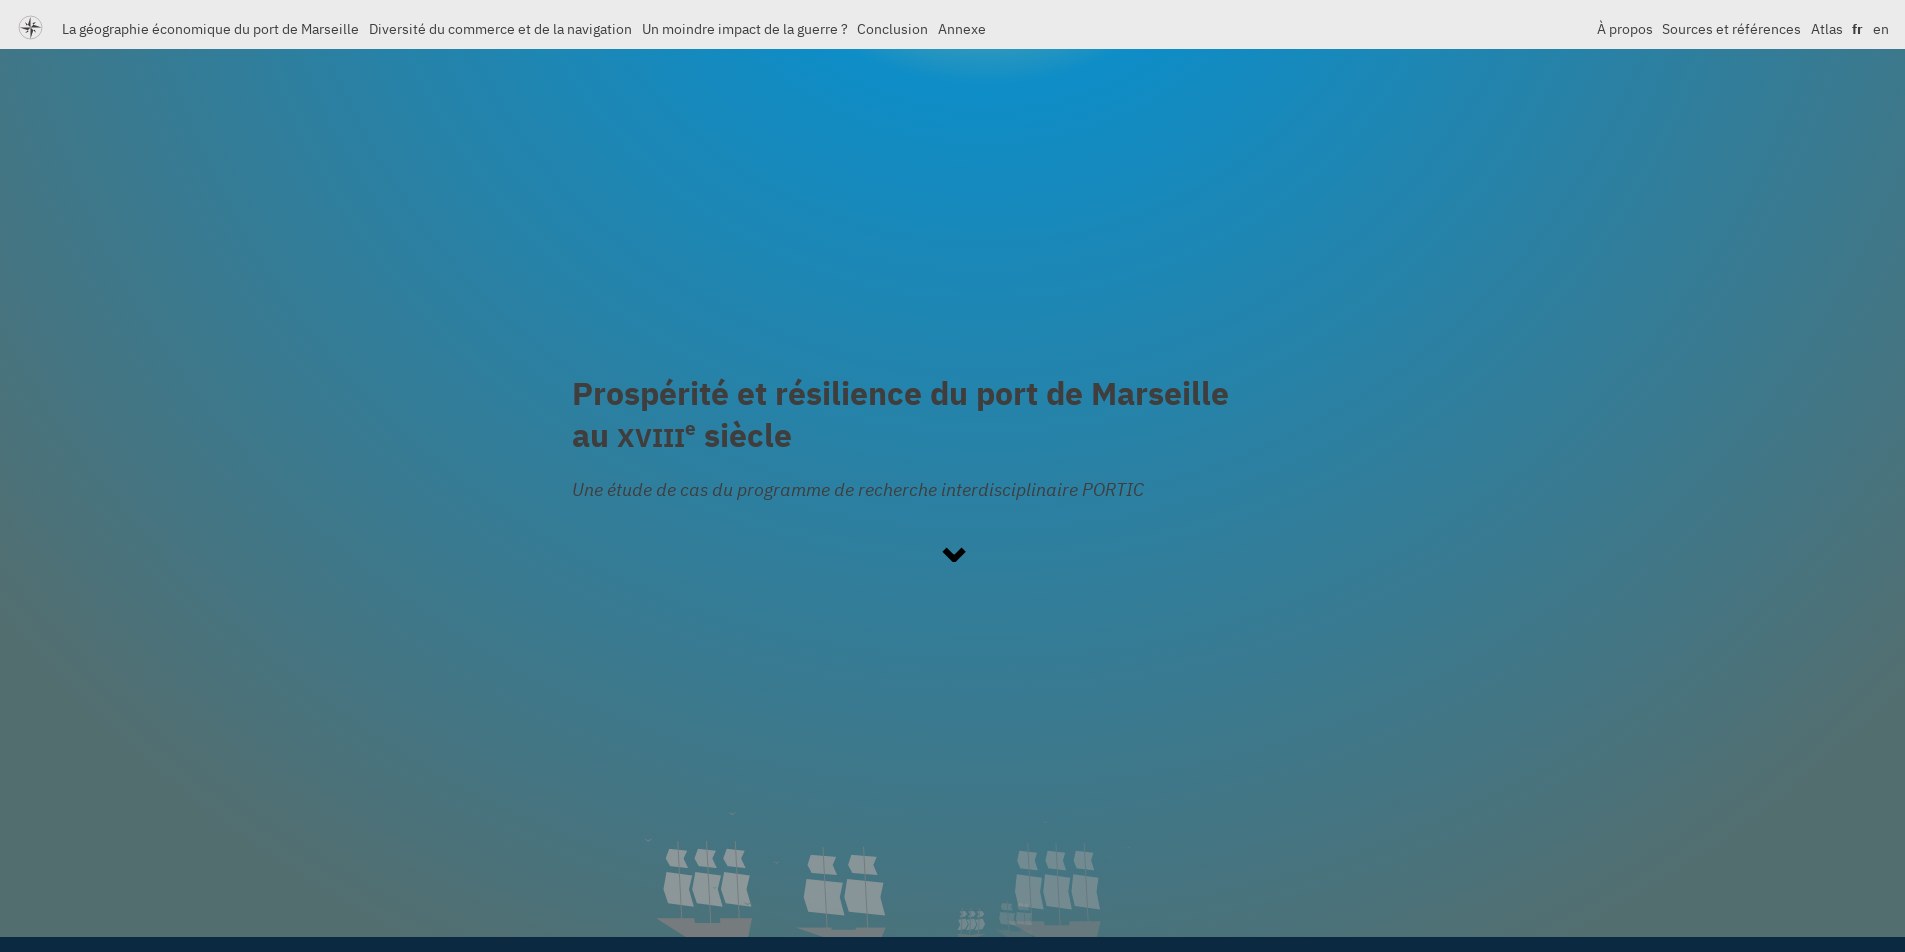 La géographie économique du port de Marseille Diversité du commerce et de la navigation Un moindre impact de la guerre ? Conclusion Annexe À propos Sources et références Atlas fr en
Prospérité et résilience du port de Marseille
au XVIIIe siècle
Une étude de cas du programme de recherche interdisciplinaire PORTIC